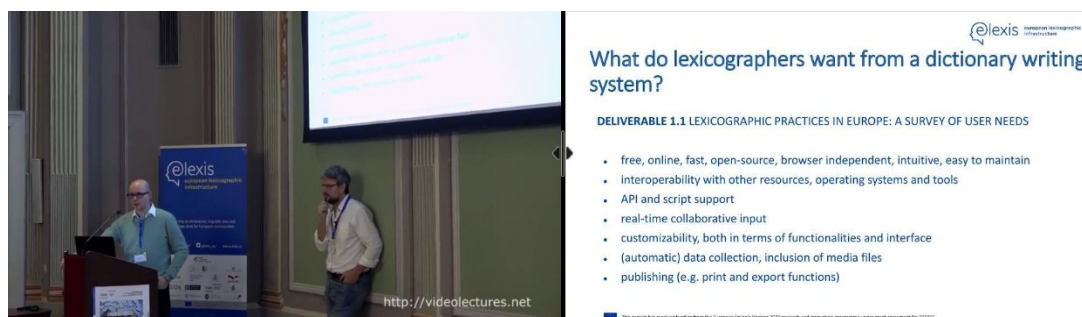 elexis
european lexicographic
infrastructure
http://videolectures.net
elexis
european lexicographic
infrastructure
What do lexicographers want from a dictionary writing
system?
DELIVERABLE 1.1 LEXICOGRAPHIC PRACTICES IN EUROPE: A SURVEY OF USER NEEDS
• free, online, fast, open-source, browser independent, intuitive, easy to maintain
• interoperability with other resources, operating systems and tools
• API and script support
• real-time collaborative input
• customizability, both in terms of functionalities and interface
• (automatic) data collection, inclusion of media files
• publishing (e.g. print and export functions)